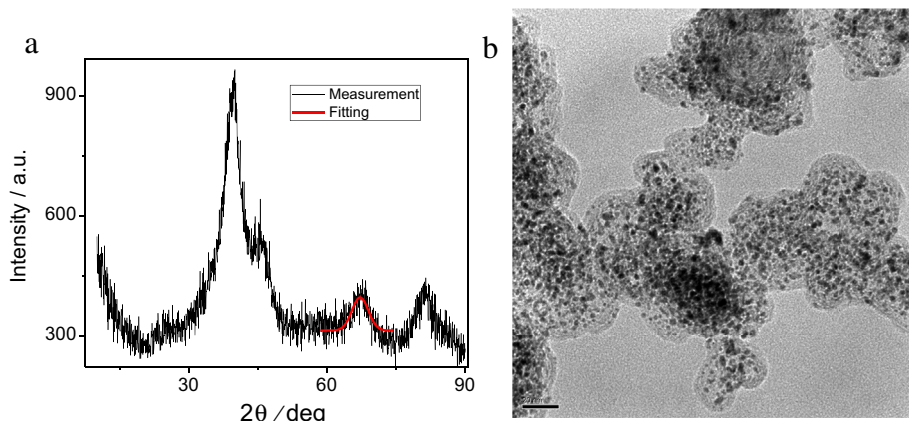 a
b
900
600
300
Intensity / a.u.
Measurement
Fitting
30
60
90
2θ / deg